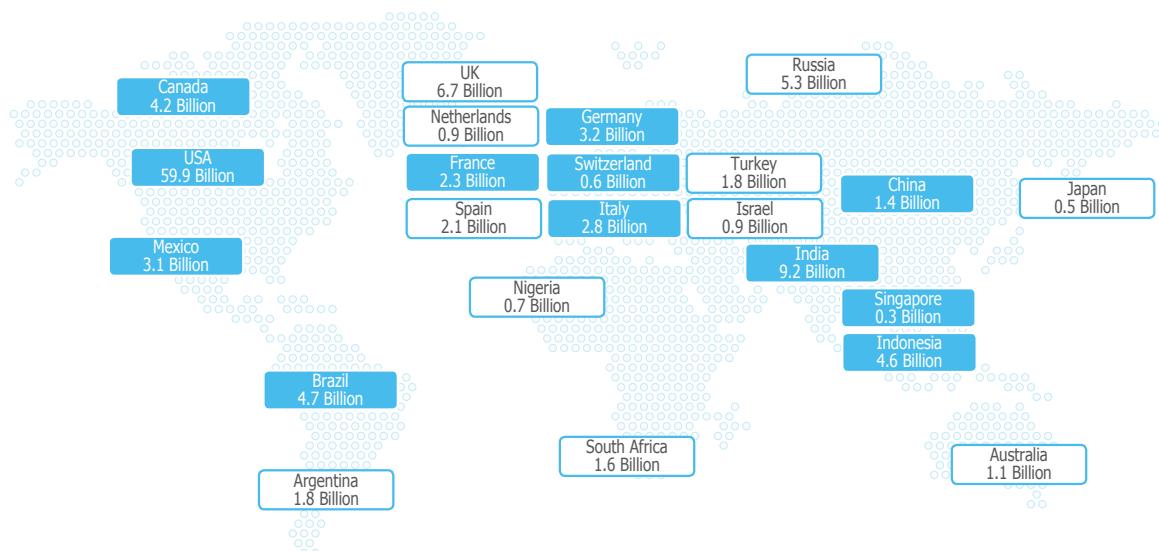 Canada
4.2 Billion
USA
59.9 Billion
Mexico
3.1 Billion
Brazil
4.7 Billion
Argentina
1.8 Billion
UK
6.7 Billion
Netherlands
0.9 Billion
France
2.3 Billion
Spain
2.1 Billion
Germany
3.2 Billion
Switzerland
0.6 Billion
Italy
2.8 Billion
Nigeria
0.7 Billion
South Africa
1.6 Billion
Russia
5.3 Billion
Turkey
1.8 Billion
Israel
0.9 Billion
India
9.2 Billion
China
1.4 Billion
Singapore
0.3 Billion
Indonesia
4.6 Billion
Japan
0.5 Billion
Australia
1.1 Billion